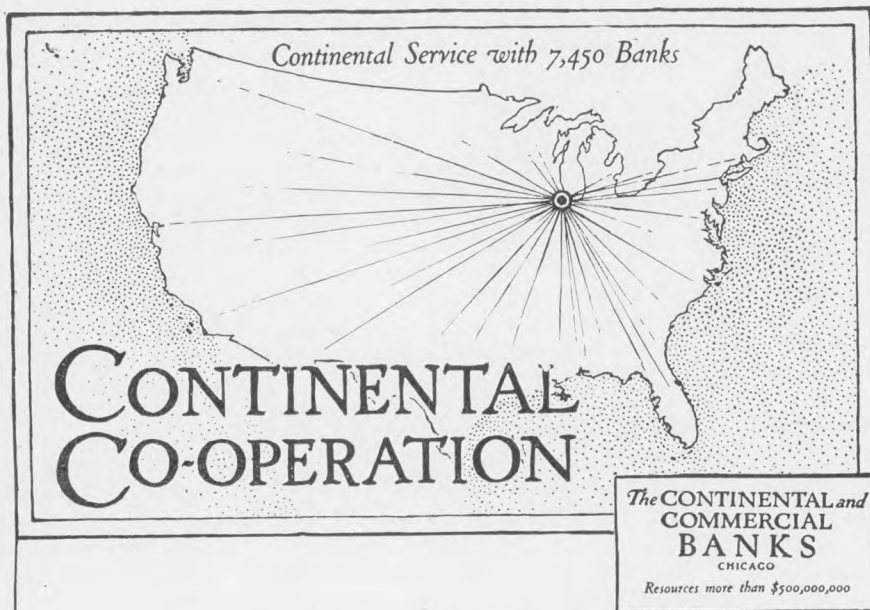 Continental Service with 7,450 Banks
CONTINENTAL
CO-OPERATION
The CONTINENTAL and
COMMERCIAL
BANKS
CHICAGO
Resources more than $500,000,000